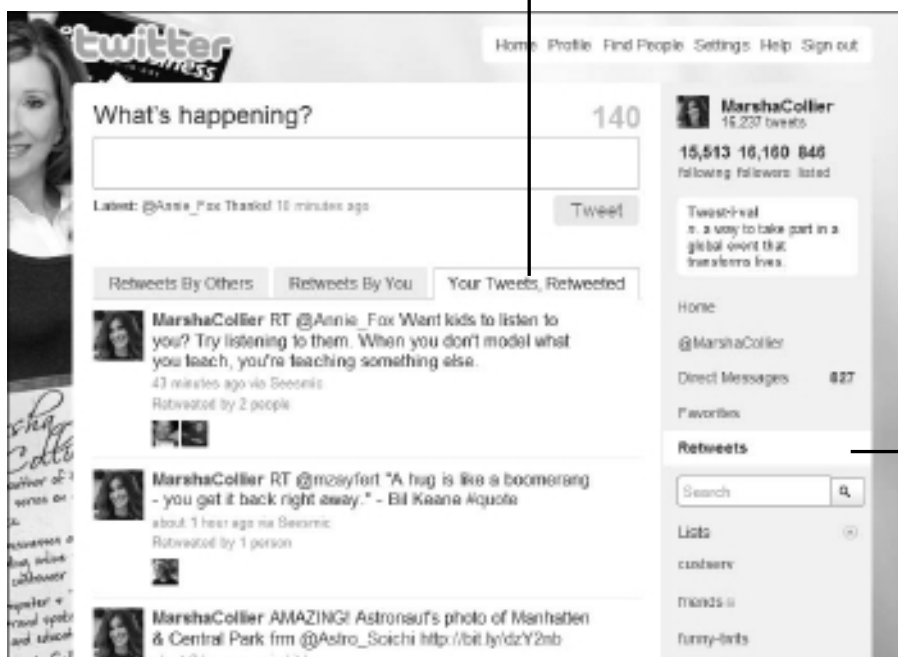 twitter
Home Profile Find People Settings Help Sign out
What's happening?
140
Latest: @Annie_Fox Thanks! 10 minutes ago
Tweet
Retweets By Others
Retweets By You
Your Tweets, Retweeted
MarshaCollier RT @Annie_Fox Want kids to listen to
you? Try listening to them. When you don't model what
you teach, you're teaching something else.
43 minutes ago via Seesmic
Retweeted by 2 people
MarshaCollier RT @mzayfert "A hug is like a boomerang
- you get it back right away." - Bil Keane #quote
about 1 hour ago via Seesmic
Retweeted by 1 person
MarshaCollier AMAZING! Astronaut's photo of Manhatten
& Central Park frm @Astro_Soichi http://bit.ly/dzY2nb
MarshaCollier
16,237 tweets
15,513 16,160 846
following followers listed
Twest-i-val
n. a way to take part in a
global event that
transforms lives.
Home
@MarshaCollier
Direct Messages 827
Favorites
Retweets
Search
Lists
custserv
friends
funny-brits